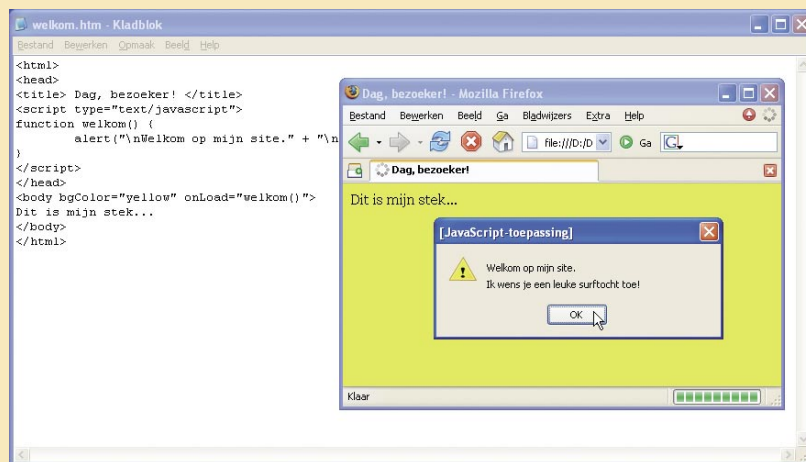 welkom.htm - Kladblok
Bestand Bewerken Opmaak Beeld Help
<html>
<head>
<title> Dag, bezoeker! </title>
<script type="text/javascript">
function welkom() {
alert("\nWelkom op mijn site." + "\n
}
</script>
</head>
<body bgColor="yellow" onLoad="welkom()">
Dit is mijn stek...
</body>
</html>
Dag, bezoeker! - Mozilla Firefox
Bestand Bewerken Beeld Ga Bladwijzers Extra Help
file:///D:/D Ga G
Dag, bezoeker!
Dit is mijn stek...
[JavaScript-toepassing]
Welkom op mijn site.
Ik wens je een leuke surftocht toe!
OK
Klaar